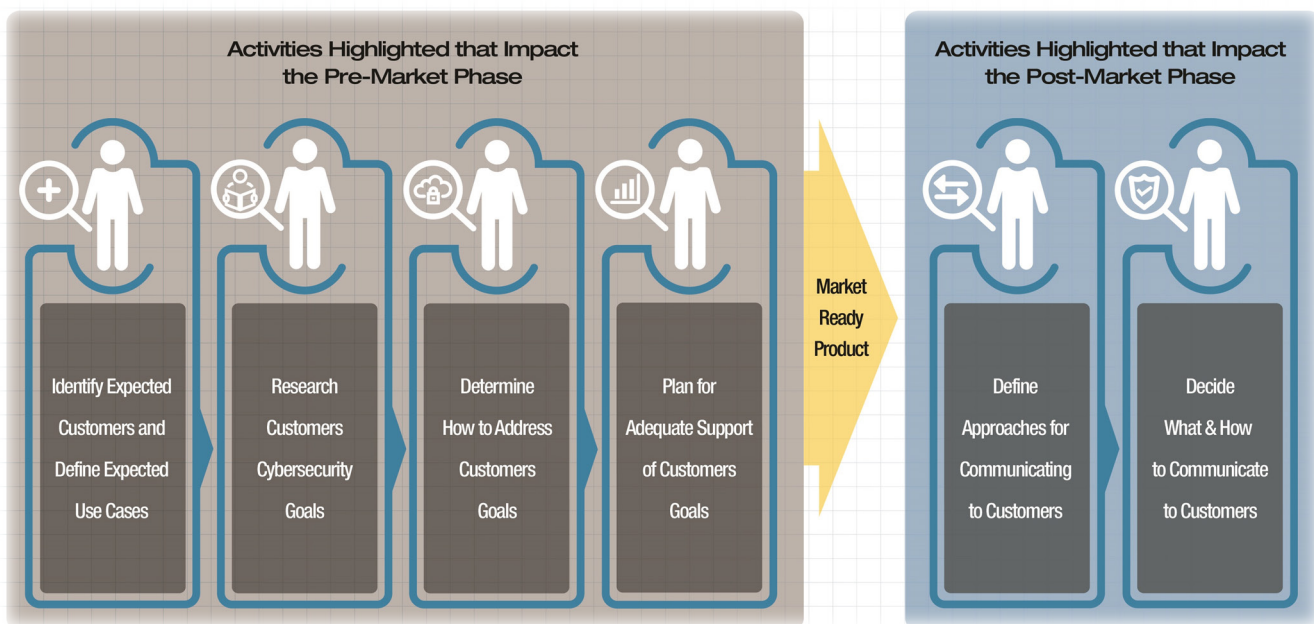 Activities Highlighted that Impact
the Pre-Market Phase
Identify Expected
Customers and
Define Expected
Use Cases
Research
Customers
Cybersecurity
Goals
Determine
How to Address
Customers
Goals
Plan for
Adequate Support
of Customers
Goals
Market
Ready
Product
Activities Highlighted that Impact
the Post-Market Phase
Define
Approaches for
Communicating
to Customers
Decide
What & How
to Communicate
to Customers